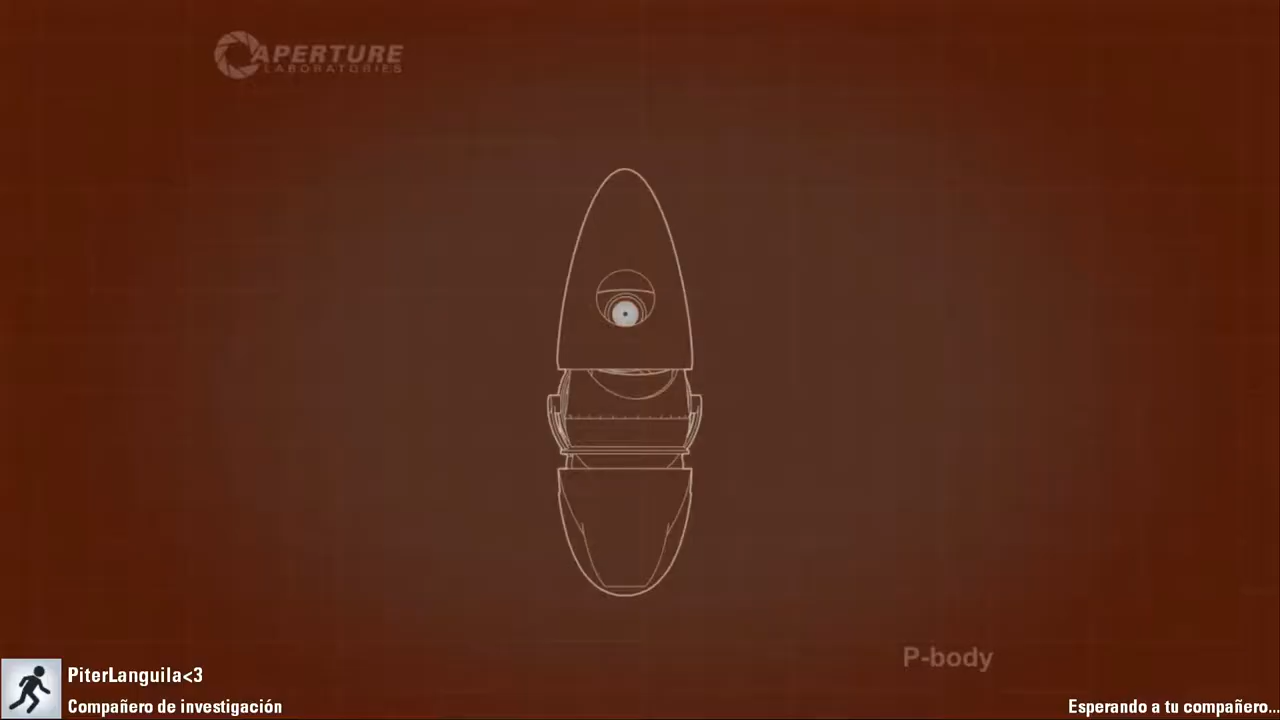 APERTURE
LABORATORIES
P-body
PiterLanguila<3
Compañero de investigación
Esperando a tu compañero...